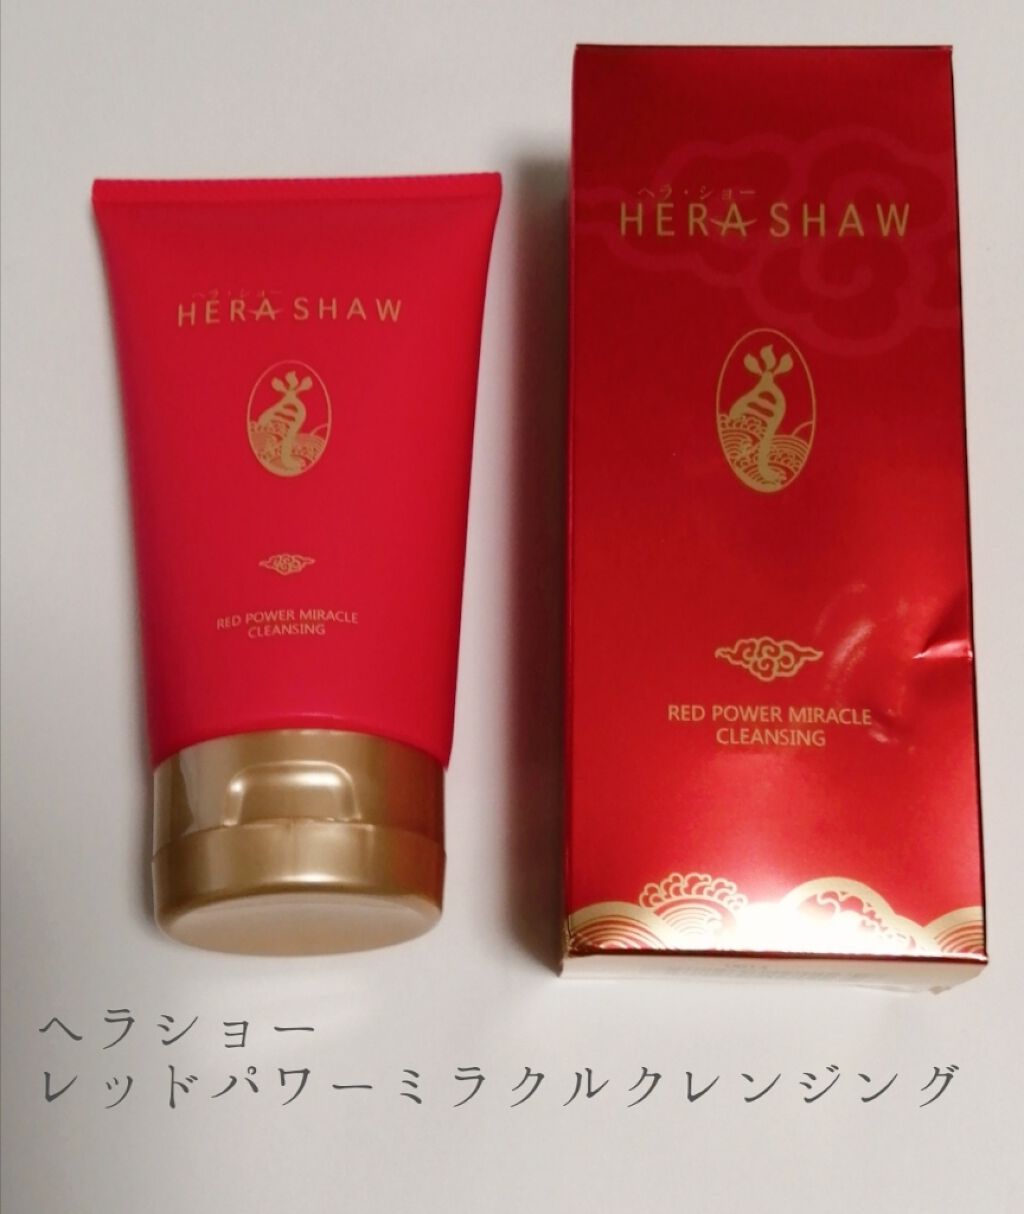 ヘラ・ショー
HERA SHAW
RED POWER MIRACLE
CLEANSING
ヘラ・ショー
HERA SHAW
RED POWER MIRACLE
CLEANSING
ヘラショー
レッドパワーミラクルクレンジング